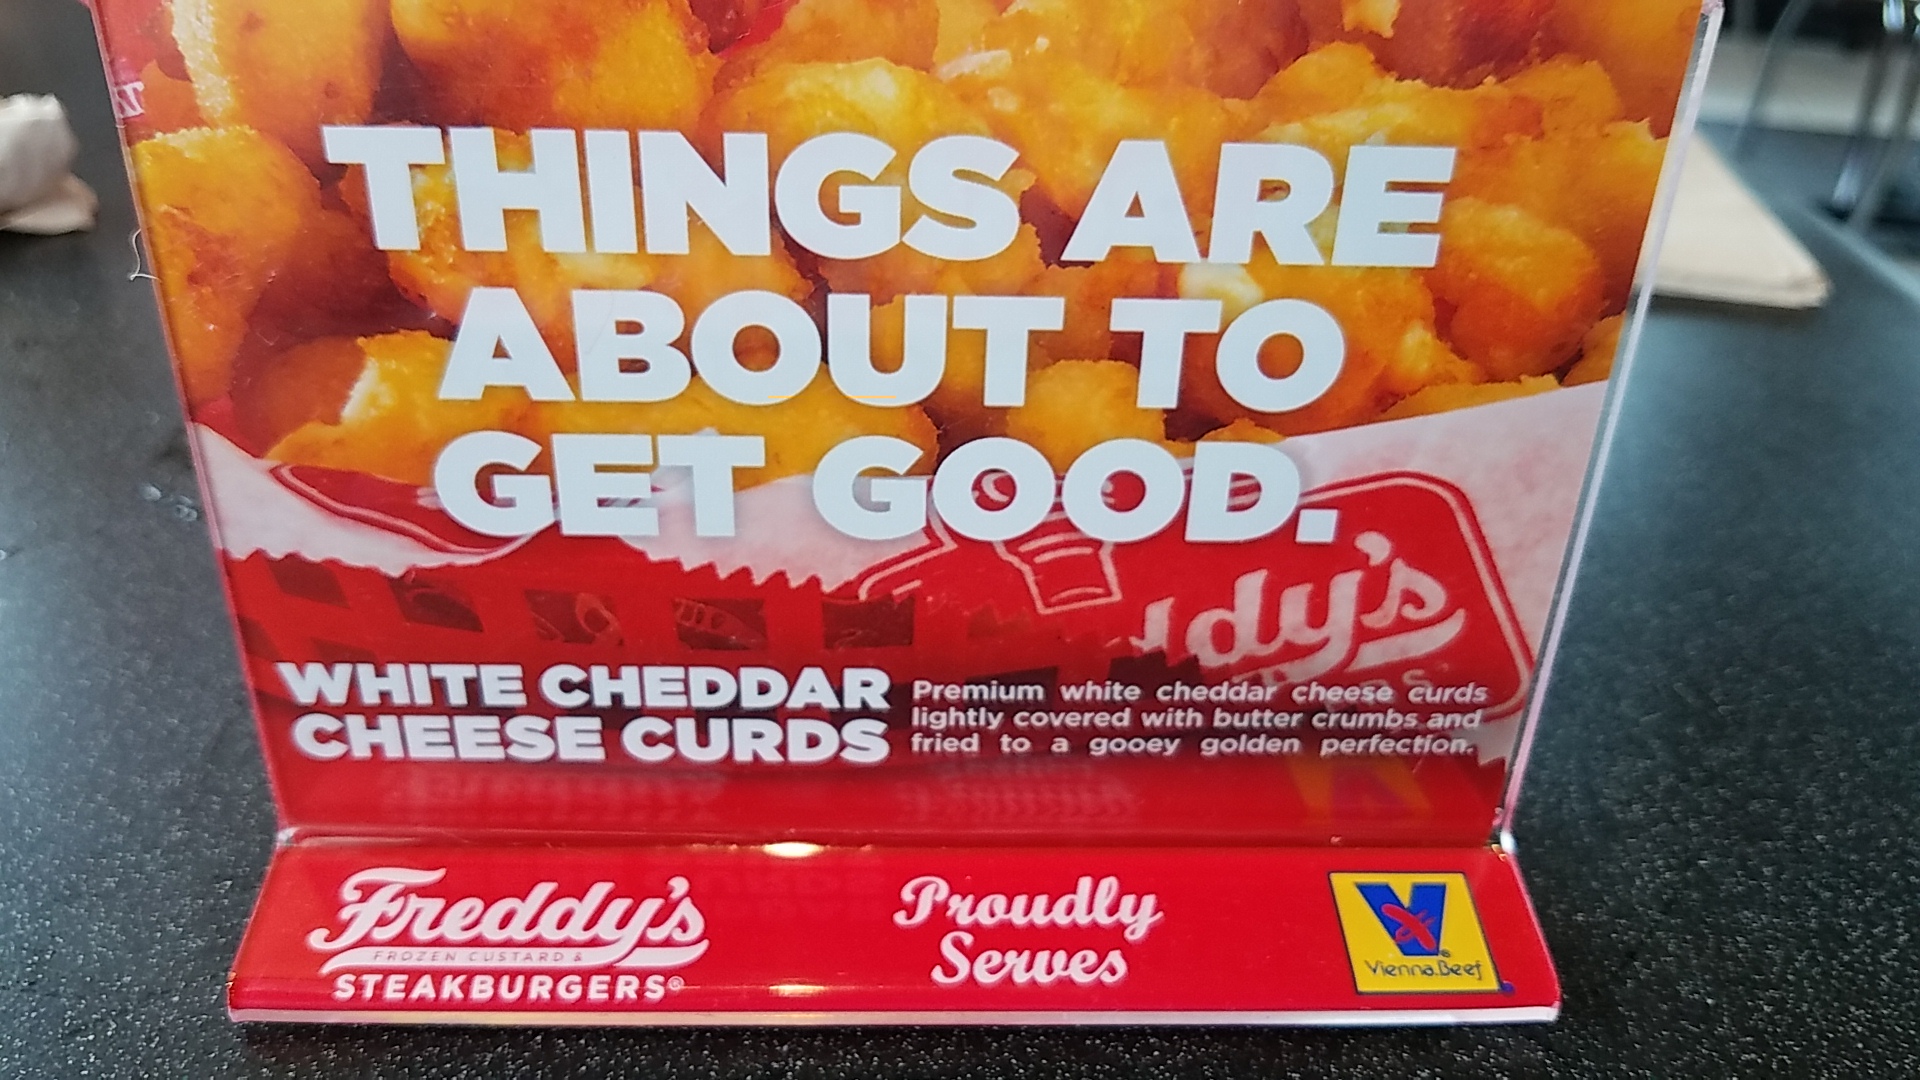 THINGS ARE
ABOUT TO
GET GOOD.
dy's
WHITE CHEDDAR
CHEESE CURDS
Premium white cheddar cheese curds
lightly covered with butter crumbs and
fried to a gooey golden perfection.
Freddy's
FROZEN CUSTARD &
STEAKBURGERS®
Proudly
Serves
Vienna® Beef